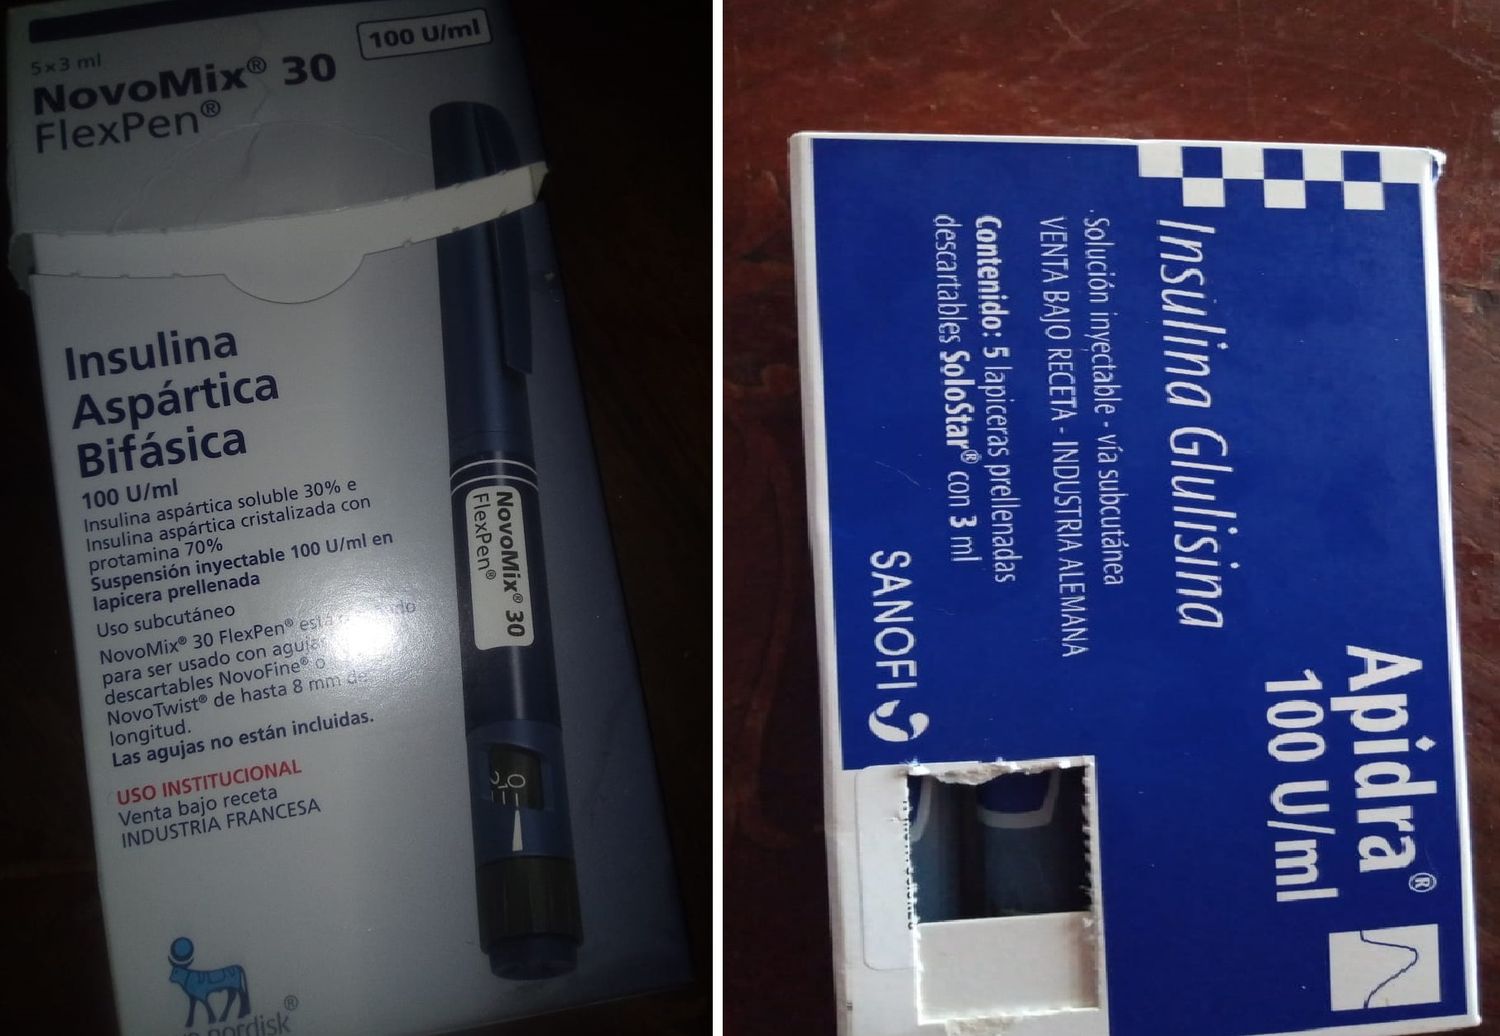 5×3 ml
NovoMix® 30
FlexPen®
100 U/ml
Insulina
Aspártica
Bifásica
100 U/ml
Insulina aspártica soluble 30% e
Insulina aspártica cristalizada con
protamina 70%
Suspensión inyectable 100 U/ml en
lapicera prellenada
Uso subcutáneo
NovoMix® 30 FlexPen®
para ser usado con
descartables NovoFine® o
NovoTwist® de hasta 8 mm de
longitud.
Las agujas no están incluidas.
USO INSTITUCIONAL
Venta bajo receta
INDUSTRIA FRANCESA
nordisk®
NovoMix® 30
FlexPen®
Apidra®
100 U/ml
Insulina Glulisina
Solución inyectable - vía subcutánea
VENTA BAJO RECETA - INDUSTRIA ALEMANA
Contenido: 5 lapiceras prellenadas
descartables SoloStar® con 3 ml
SANOFI